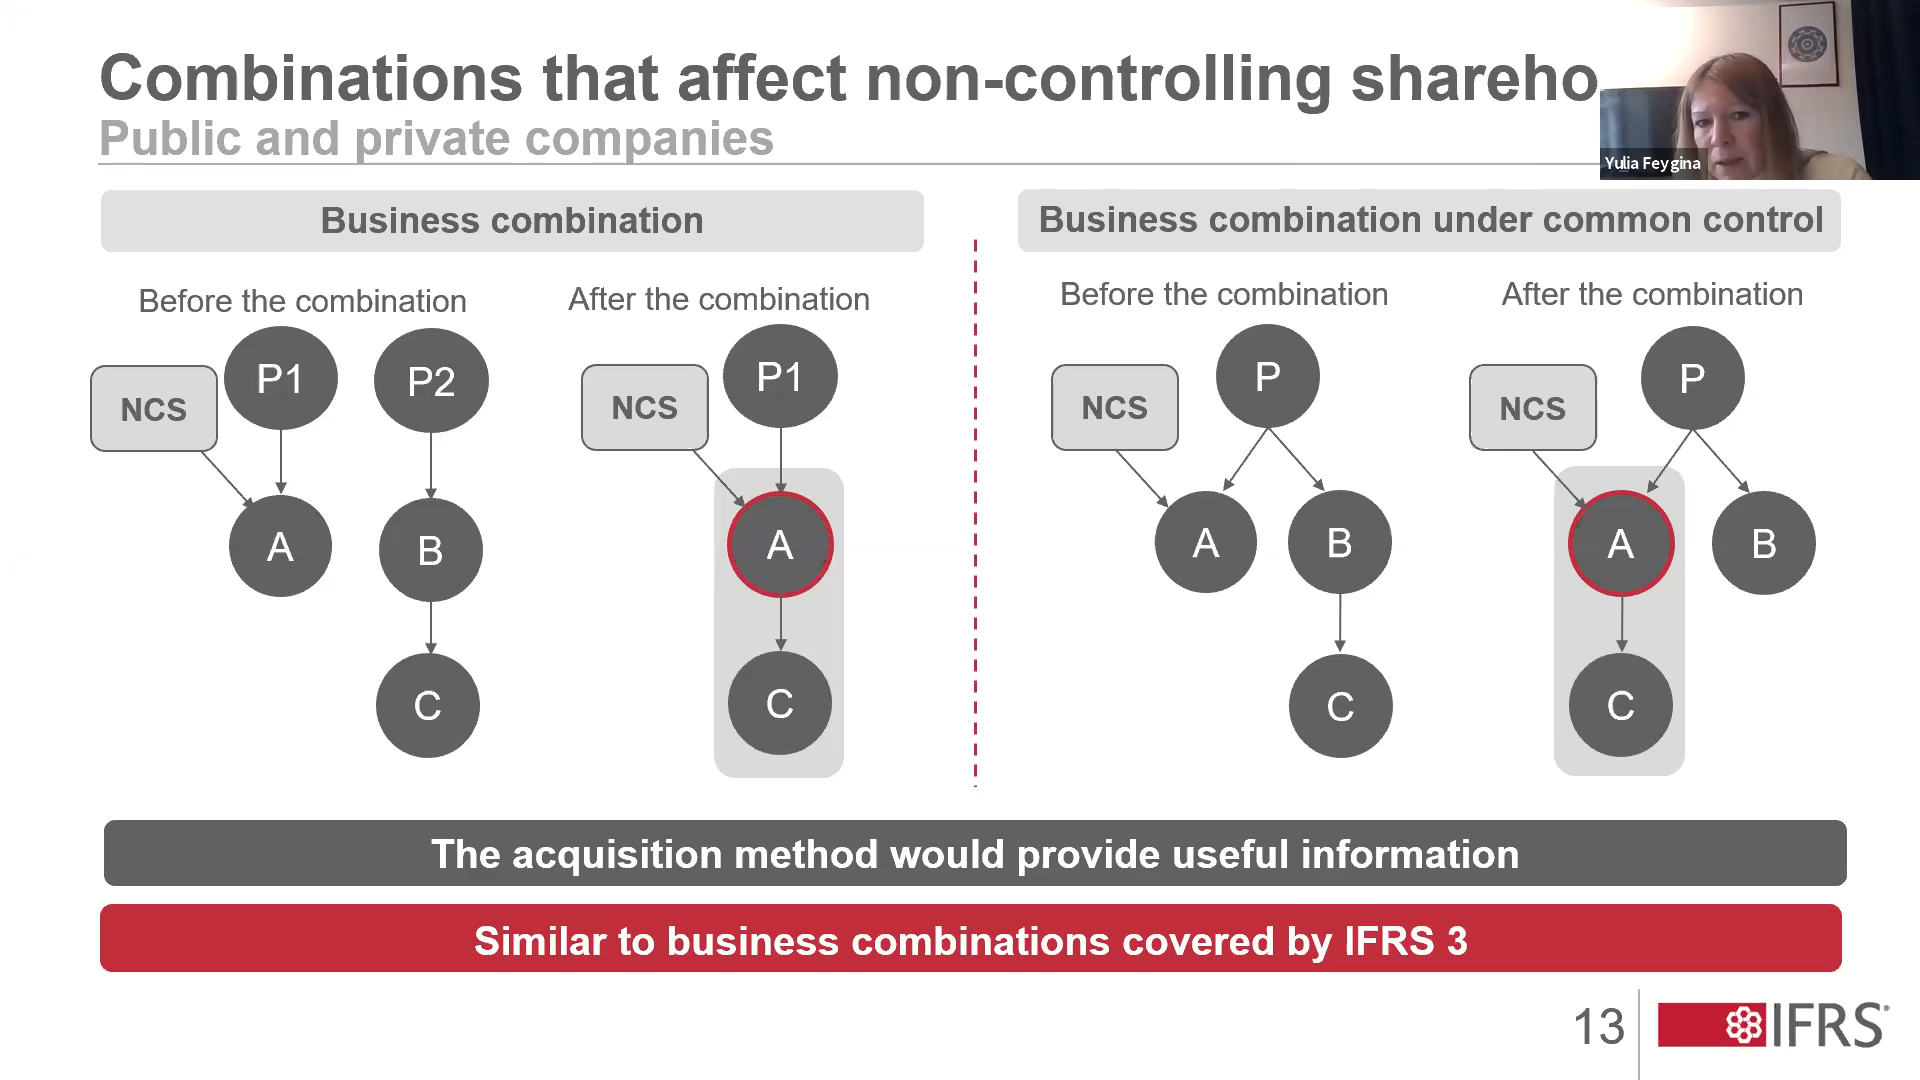 Combinations that affect non-controlling shareho
Public and private companies
Yulia Feygina
Business combination
Business combination under common control
Before the combination
After the combination
Before the combination
After the combination
NCS
P1
P2
NCS
P1
NCS
P
NCS
P
A
B
A
A
B
A
B
C
C
C
C
The acquisition method would provide useful information
Similar to business combinations covered by IFRS 3
13
IFRS